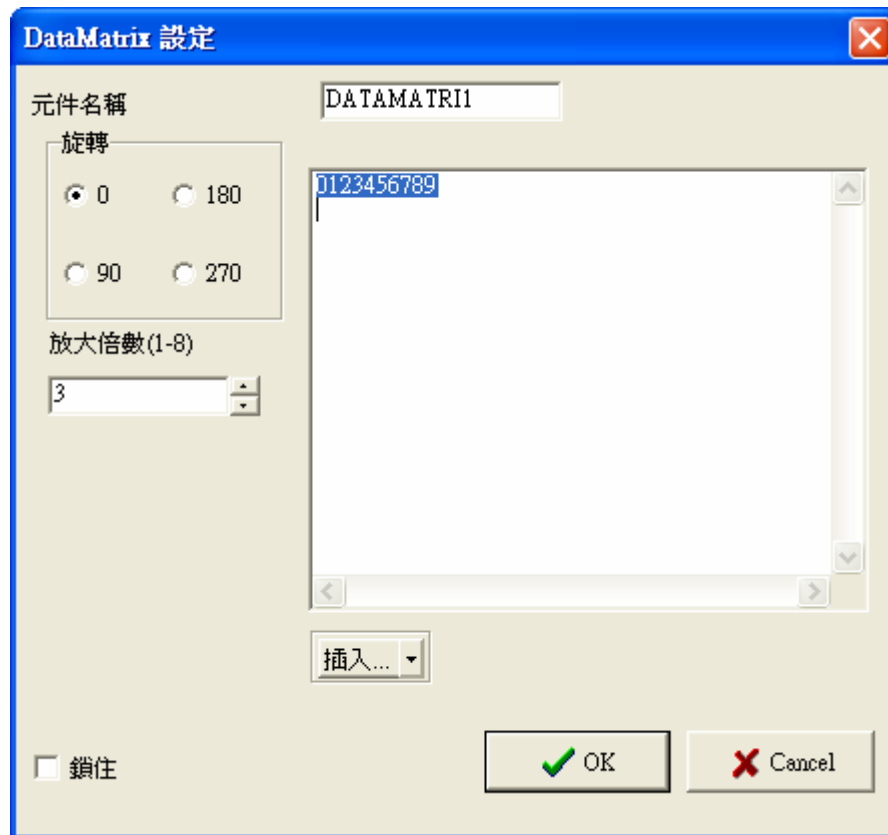 DataMatrix 設定
元件名稱
DATAMATRI1
旋轉
0
180
90
270
0123456789
放大倍數(1-8)
3
插入...
鎖住
OK
Cancel